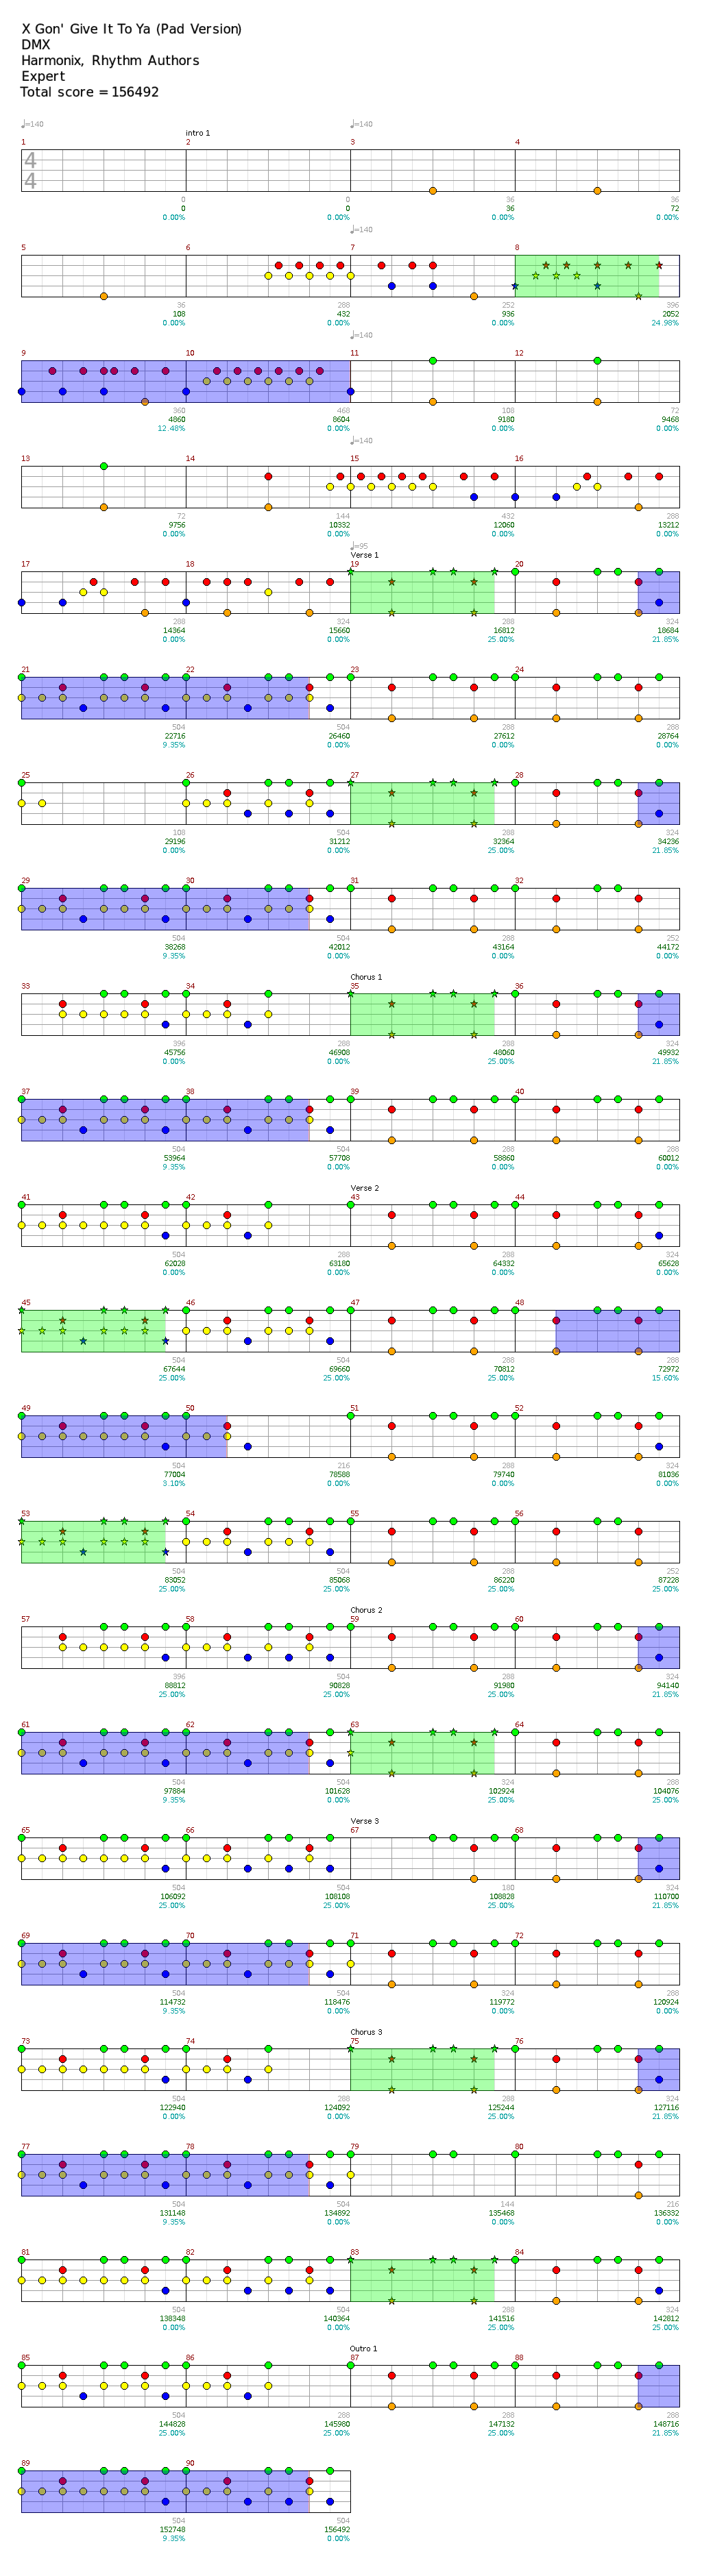 X Gon' Give It To Ya (Pad Version)
DMX
Harmonix, Rhythm Authors
Expert
Total score = 156492
♩=140 ♩=140
intro 1
1 2 3 4
4
4
0 0 36 36
0 0 36 72
0.00% 0.00% 0.00% 0.00%
♩=140
5 6 7 8
36 288 252 396
108 432 936 2052
0.00% 0.00% 0.00% 24.98%
♩=140
9 10 11 12
360 468 108 72
4860 8604 9180 9468
12.48% 0.00% 0.00% 0.00%
♩=140
13 14 15 16
72 144 432 288
9756 10332 12060 13212
0.00% 0.00% 0.00% 0.00%
♩=95
Verse 1
17 18 19 20
288 324 288 324
14364 15660 16812 18684
0.00% 0.00% 25.00% 21.85%
21 22 23 24
504 504 288 288
22716 26460 27612 28764
9.35% 0.00% 0.00% 0.00%
25 26 27 28
108 504 288 324
29196 31212 32364 34236
0.00% 0.00% 25.00% 21.85%
29 30 31 32
504 504 288 252
38268 42012 43164 44172
9.35% 0.00% 0.00% 0.00%
Chorus 1
33 34 35 36
396 288 288 324
45756 46908 48060 49932
0.00% 0.00% 25.00% 21.85%
37 38 39 40
504 504 288 288
53964 57708 58860 60012
9.35% 0.00% 0.00% 0.00%
Verse 2
41 42 43 44
504 288 288 324
62028 63180 64332 65628
0.00% 0.00% 0.00% 0.00%
45 46 47 48
504 504 288 288
67644 69660 70812 72972
25.00% 25.00% 25.00% 15.60%
49 50 51 52
504 216 288 324
77004 78588 79740 81036
3.10% 0.00% 0.00% 0.00%
53 54 55 56
504 504 288 252
83052 85068 86220 87228
25.00% 25.00% 25.00% 25.00%
Chorus 2
57 58 59 60
396 504 288 324
88812 90828 91980 94140
25.00% 25.00% 25.00% 21.85%
61 62 63 64
504 504 324 288
97884 101628 102924 104076
9.35% 0.00% 25.00% 25.00%
Verse 3
65 66 67 68
504 504 180 324
106092 108108 108828 110700
25.00% 25.00% 25.00% 21.85%
69 70 71 72
504 504 324 288
114732 118476 119772 120924
9.35% 0.00% 0.00% 0.00%
Chorus 3
73 74 75 76
504 288 288 324
122940 124092 125244 127116
0.00% 0.00% 25.00% 21.85%
77 78 79 80
504 504 144 216
131148 134892 135468 136332
9.35% 0.00% 0.00% 0.00%
81 82 83 84
504 504 288 324
138348 140364 141516 142812
0.00% 0.00% 25.00% 25.00%
Outro 1
85 86 87 88
504 288 288 288
144828 145980 147132 148716
25.00% 25.00% 25.00% 21.85%
89 90
504 504
152748 156492
9.35% 0.00%